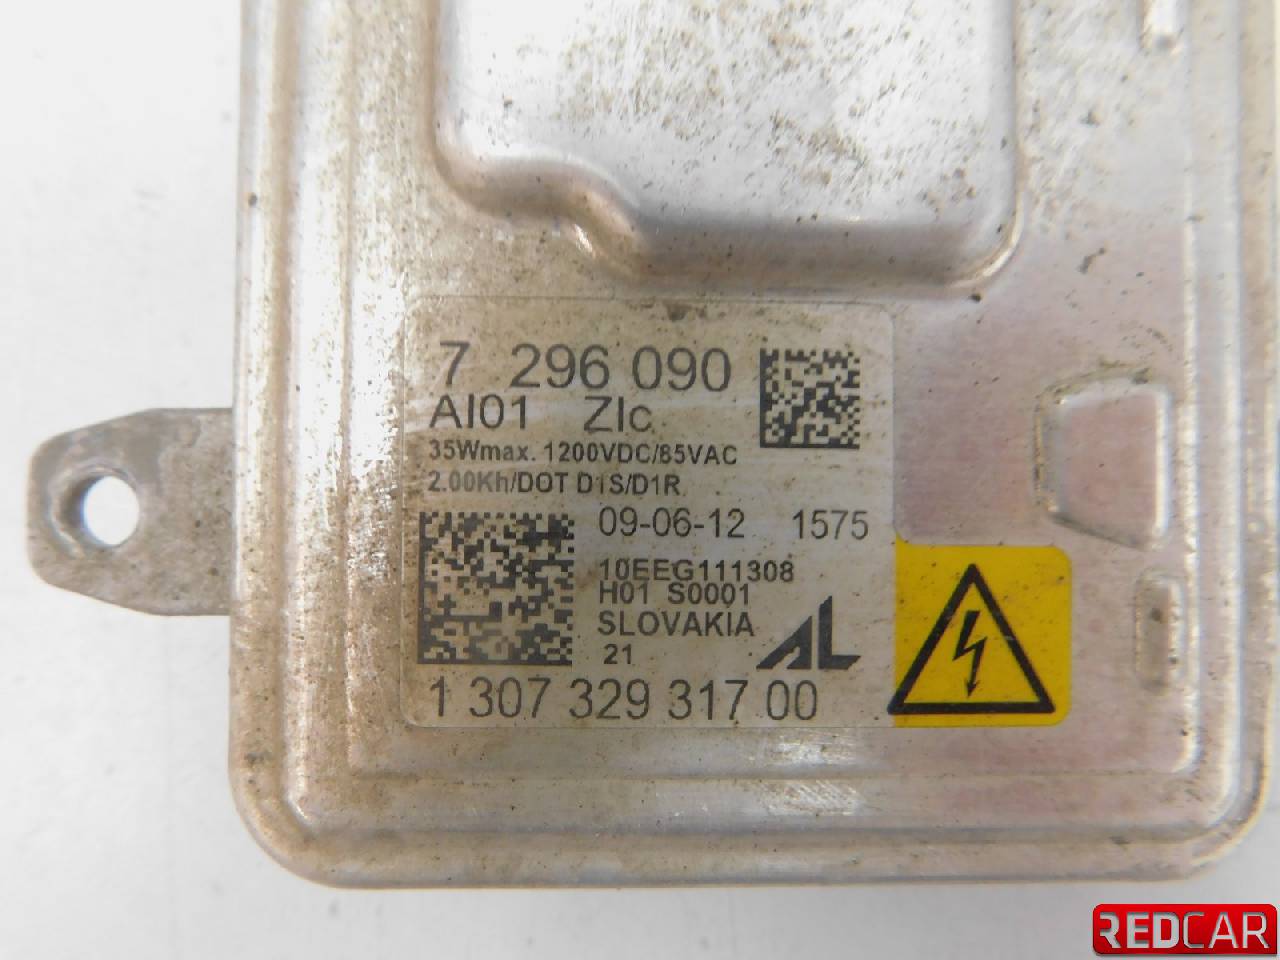 7 296 090
AI01 ZIc
35Wmax. 1200VDC/85VAC
2.00Kh/DOT D1S/D1R
09-06-12 1575
10EEG111308
H01 S0001
SLOVAKIA
21
AL
1 307 329 317 00
REDCAR